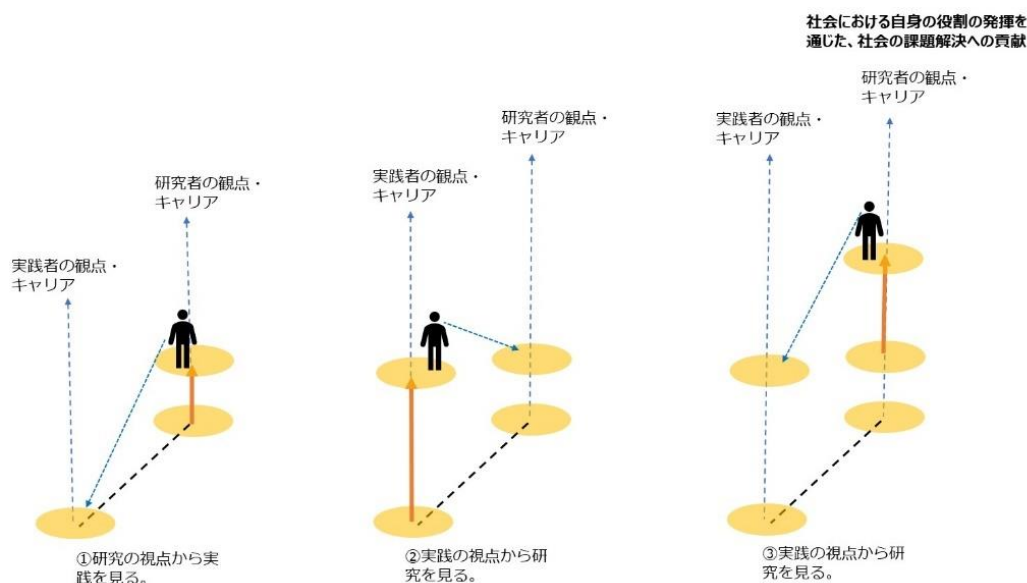 社会における自身の役割の発揮を
通じた、社会の課題解決への貢献
研究者の観点・
キャリア
実践者の観点・
キャリア
研究者の観点・
キャリア
実践者の観点・
キャリア
研究者の観点・
キャリア
実践者の観点・
キャリア
①研究の視点から実
践を見る。
②実践の視点から研
究を見る。
③実践の視点から研
究を見る。